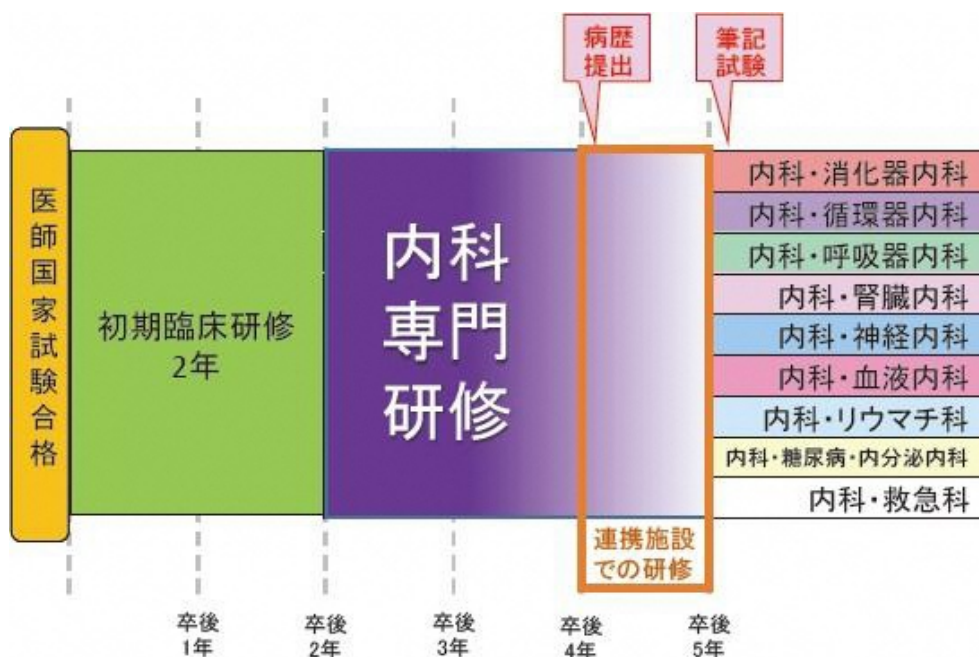 病歴
提出
筆記
試験
医師国家試験合格
初期臨床研修
2年
内科
専門
研修
内科・消化器内科
内科・循環器内科
内科・呼吸器内科
内科・腎臓内科
内科・神経内科
内科・血液内科
内科・リウマチ科
内科・糖尿病・内分泌内科
内科・救急科
連携施設
での研修
卒後
1年
卒後
2年
卒後
3年
卒後
4年
卒後
5年